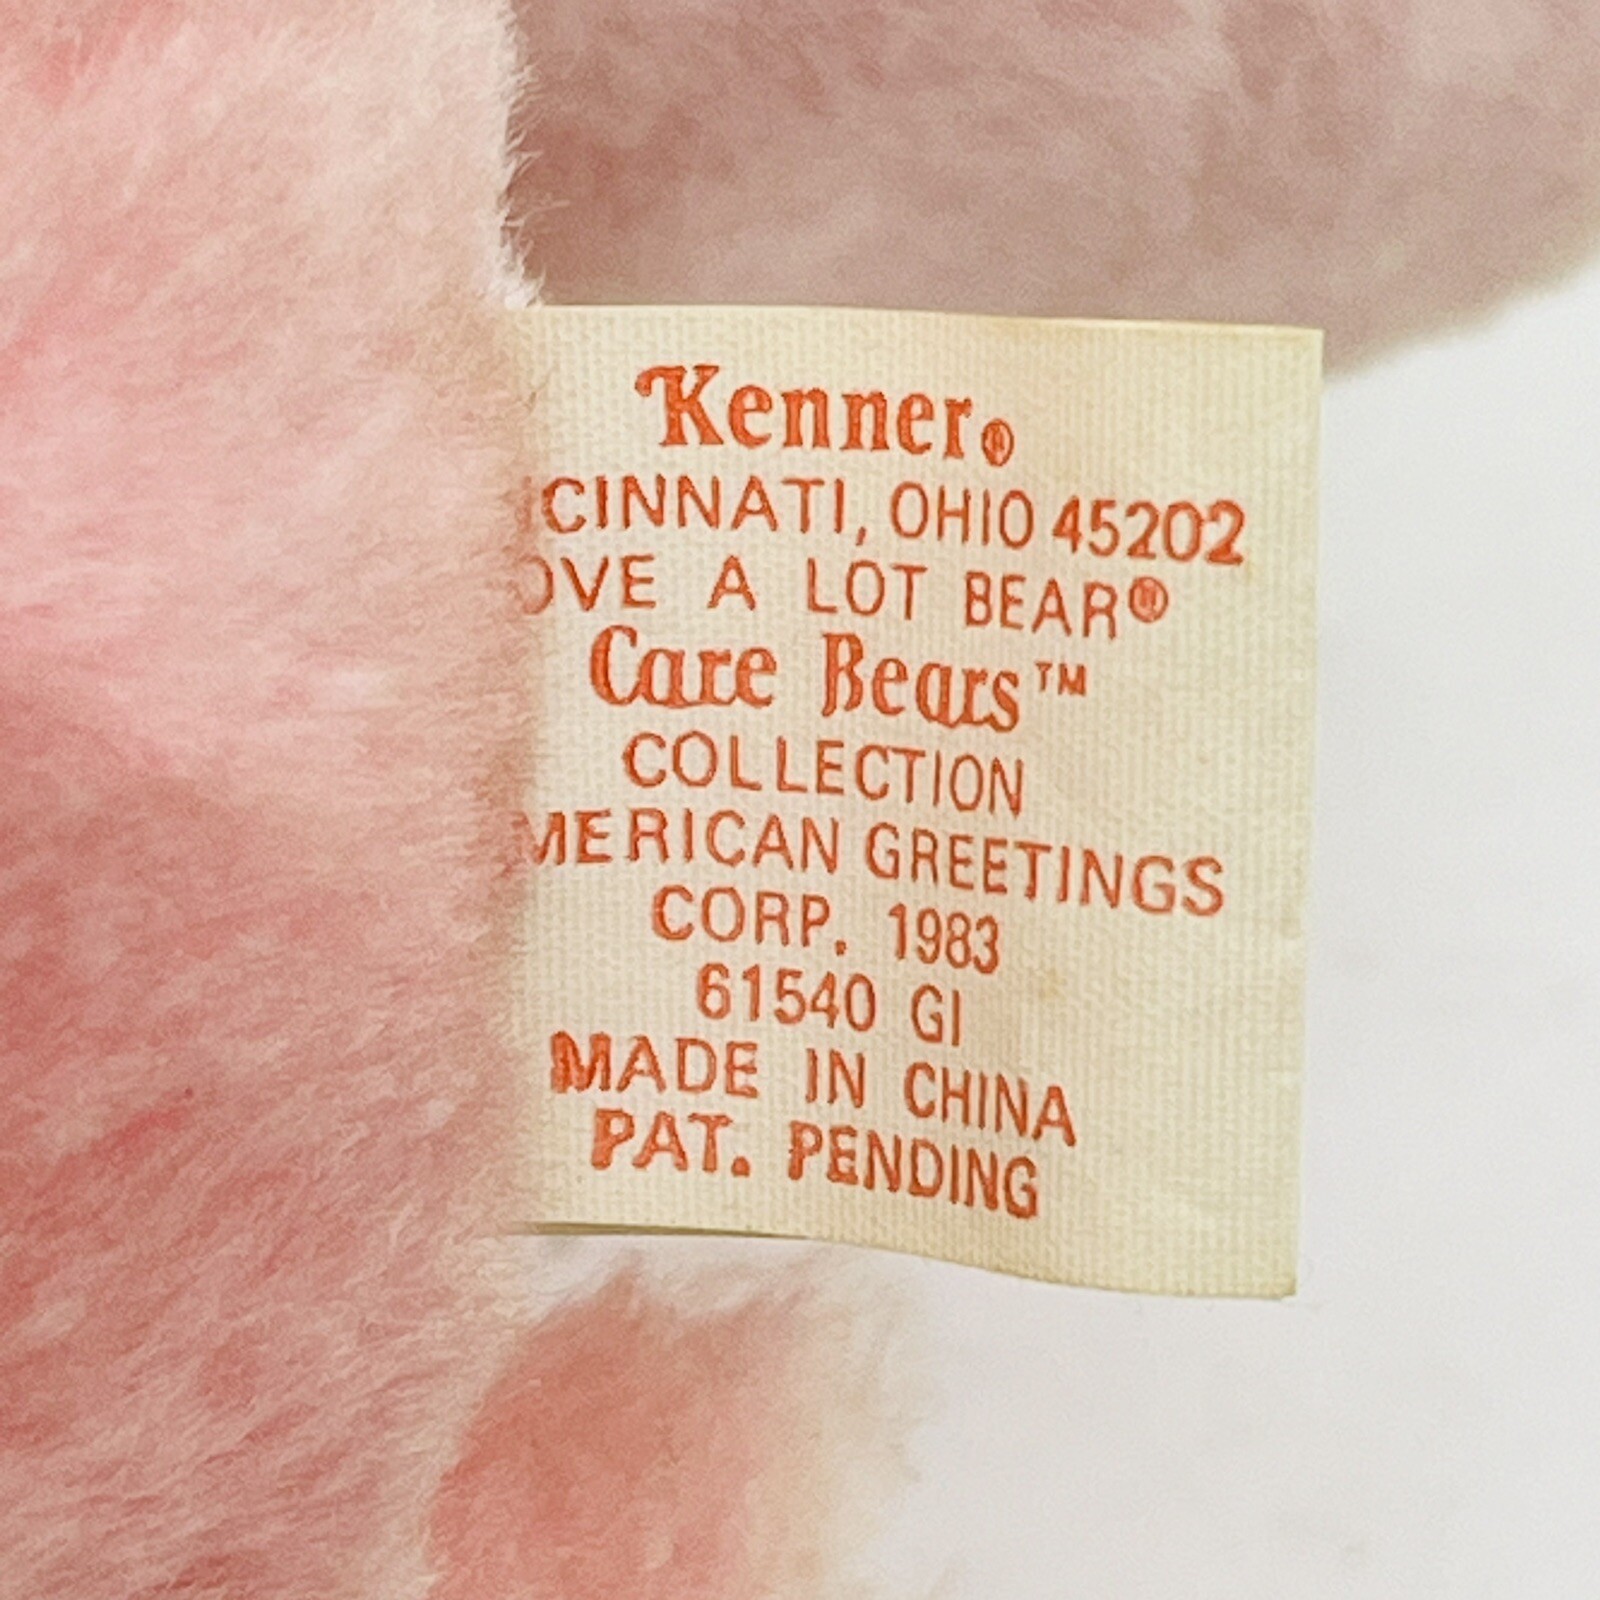 Kenner®
CINNATI, OHIO 45202
OVE A LOT BEAR®
Care Bears™
COLLECTION
MERICAN GREETINGS
CORP. 1983
61540 GI
MADE IN CHINA
PAT. PENDING